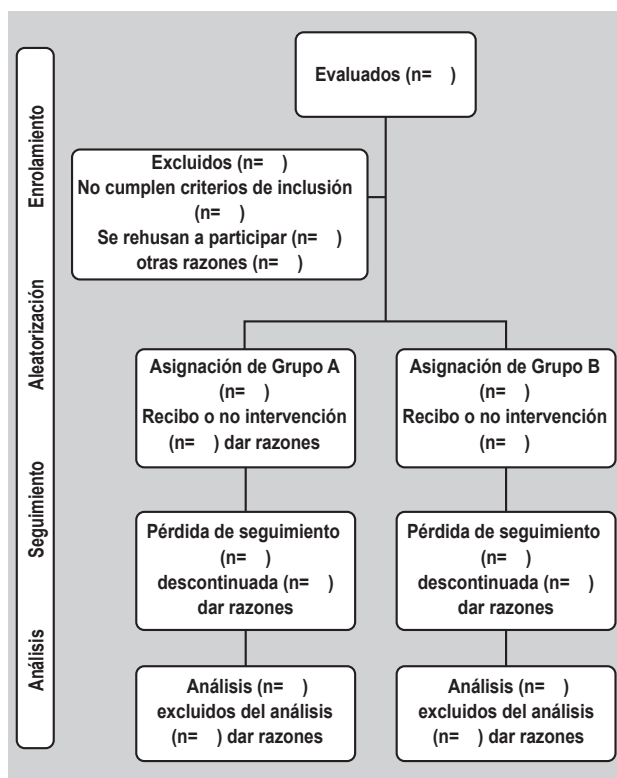 Enrolamiento
Aleatorización
Seguimiento
Análisis
Evaluados (n= )
Excluidos (n= )
No cumplen criterios de inclusión
(n= )
Se rehusan a participar (n= )
otras razones (n= )
Asignación de Grupo A
(n= )
Recibo o no intervención
(n= ) dar razones
Asignación de Grupo B
(n= )
Recibo o no intervención
(n= )
Pérdida de seguimiento
(n= )
descontinuada (n= )
dar razones
Pérdida de seguimiento
(n= )
descontinuada (n= )
dar razones
Análisis (n= )
excluidos del análisis
(n= ) dar razones
Análisis (n= )
excluidos del análisis
(n= ) dar razones